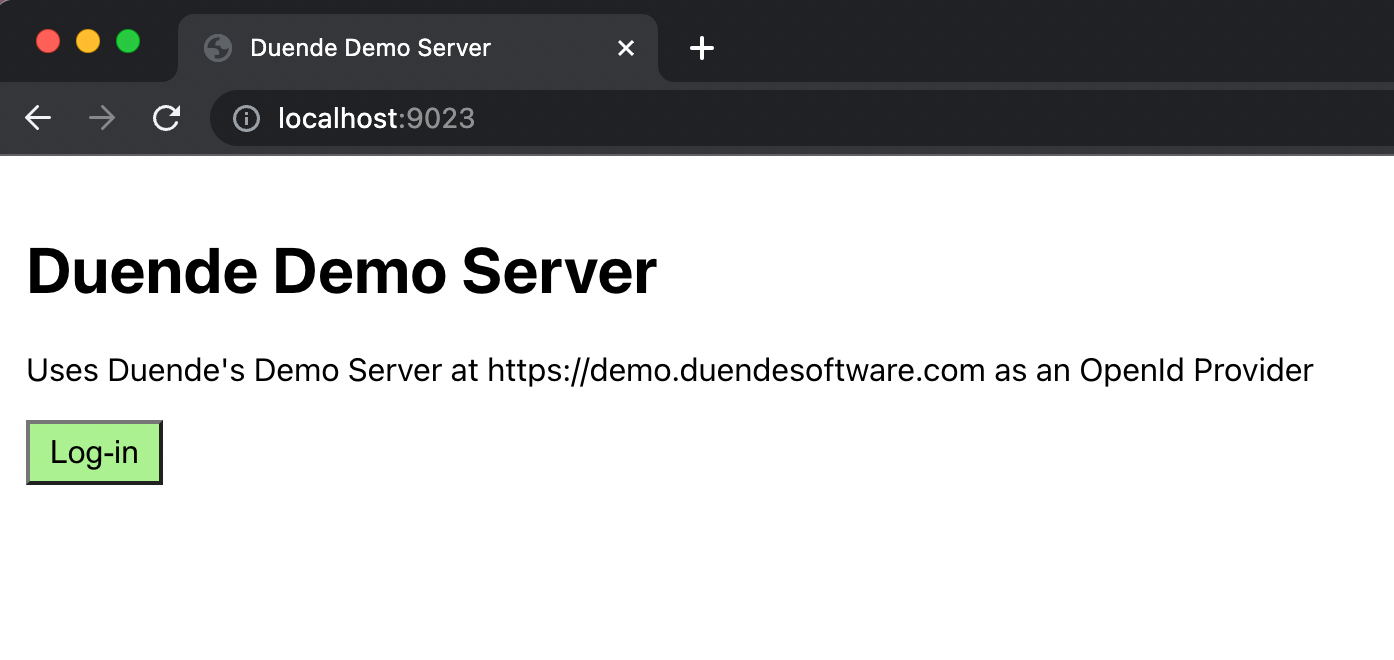 Duende Demo Server
localhost:9023
Duende Demo Server
Uses Duende's Demo Server at https://demo.duendesoftware.com as an OpenId Provider
Log-in